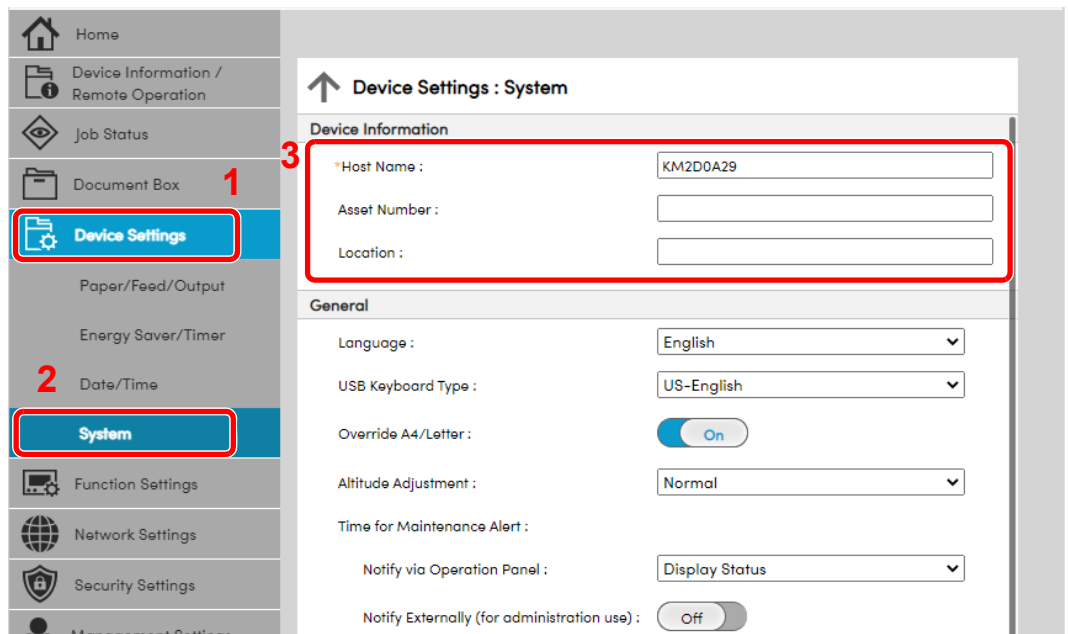 Home
Device Information /
Remote Operation
Job Status
Document Box
1
Device Settings
Paper/Feed/Output
Energy Saver/Timer
2
Date/Time
System
Function Settings
Network Settings
Security Settings
Management Settings
Device Settings : System
Device Information
3
*Host Name : KM2D0A29
Asset Number :
Location :
General
Language : English
USB Keyboard Type : US-English
Override A4/Letter : On
Altitude Adjustment : Normal
Time for Maintenance Alert :
Notify via Operation Panel : Display Status
Notify Externally (for administration use) : Off